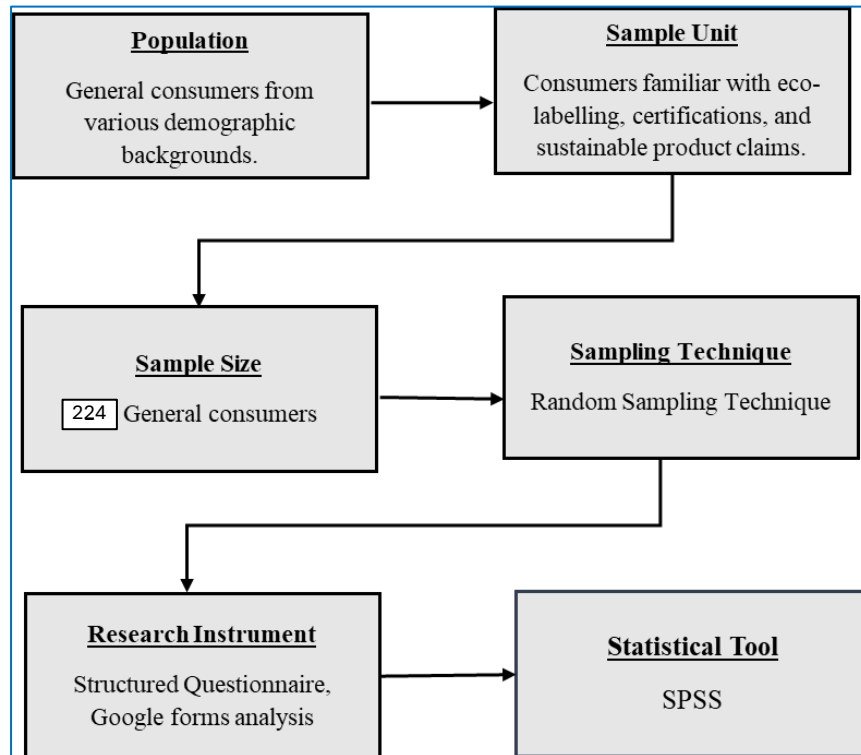 Population
General consumers from
various demographic
backgrounds.
Sample Unit
Consumers familiar with eco-
labelling, certifications, and
sustainable product claims.
Sample Size
224 General consumers
Sampling Technique
Random Sampling Technique
Research Instrument
Structured Questionnaire,
Google forms analysis
Statistical Tool
SPSS